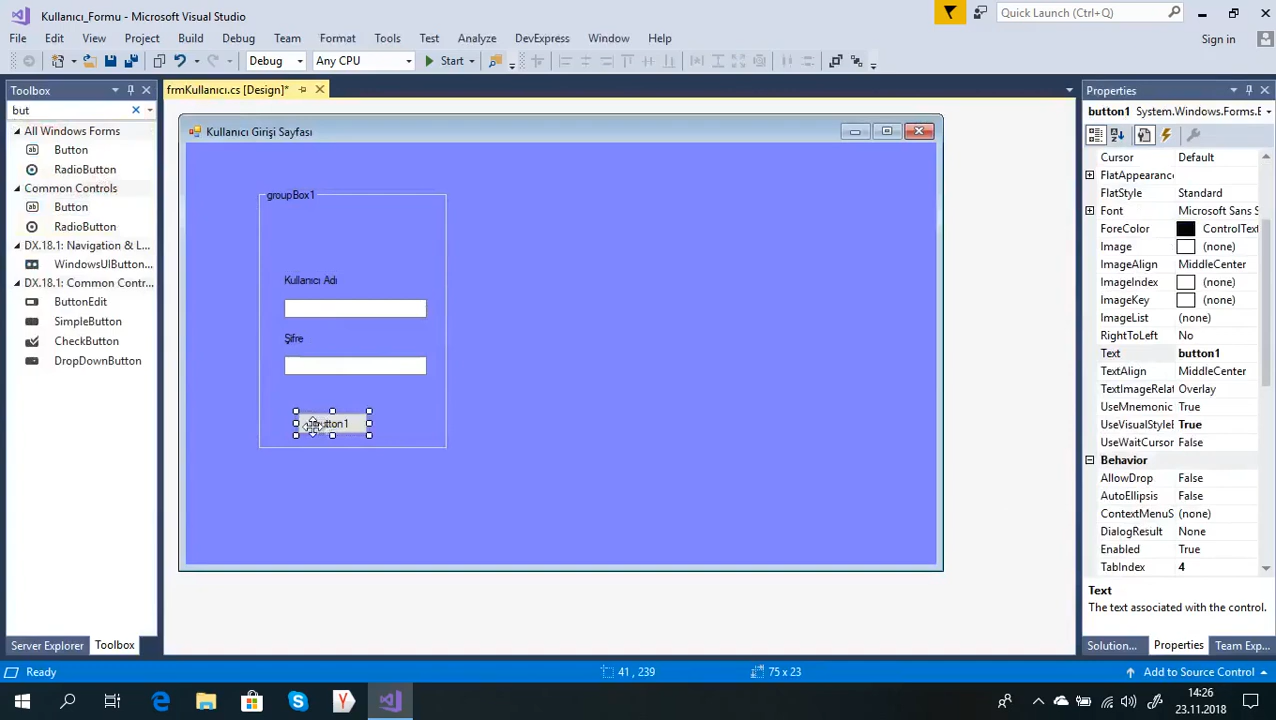 Kullanıcı_Formu - Microsoft Visual Studio
Quick Launch (Ctrl+Q)
File Edit View Project Build Debug Team Format Tools Test Analyze DevExpress Window Help
Sign in
Debug Any CPU Start
Toolbox
but
All Windows Forms
Button
RadioButton
Common Controls
Button
RadioButton
DX.18.1: Navigation & L...
WindowsUIButton...
DX.18.1: Common Contr...
ButtonEdit
SimpleButton
CheckButton
DropDownButton
Server Explorer Toolbox
frmKullanıcı.cs [Design]*
Kullanıcı Girişi Sayfası
groupBox1
Kullanıcı Adı
Şifre
button1
Properties
button1 System.Windows.Forms.E
Cursor Default
FlatAppearanc
FlatStyle Standard
Font Microsoft Sans S
ForeColor ControlText
Image (none)
ImageAlign MiddleCenter
ImageIndex (none)
ImageKey (none)
ImageList (none)
RightToLeft No
Text button1
TextAlign MiddleCenter
TextImageRelat Overlay
UseMnemonic True
UseVisualStyleE True
UseWaitCursor False
Behavior
AllowDrop False
AutoEllipsis False
ContextMenuS (none)
DialogResult None
Enabled True
TabIndex 4
Text
The text associated with the control.
Solution... Properties Team Exp...
Ready 41 , 239 75 x 23 Add to Source Control
14:26
23.11.2018